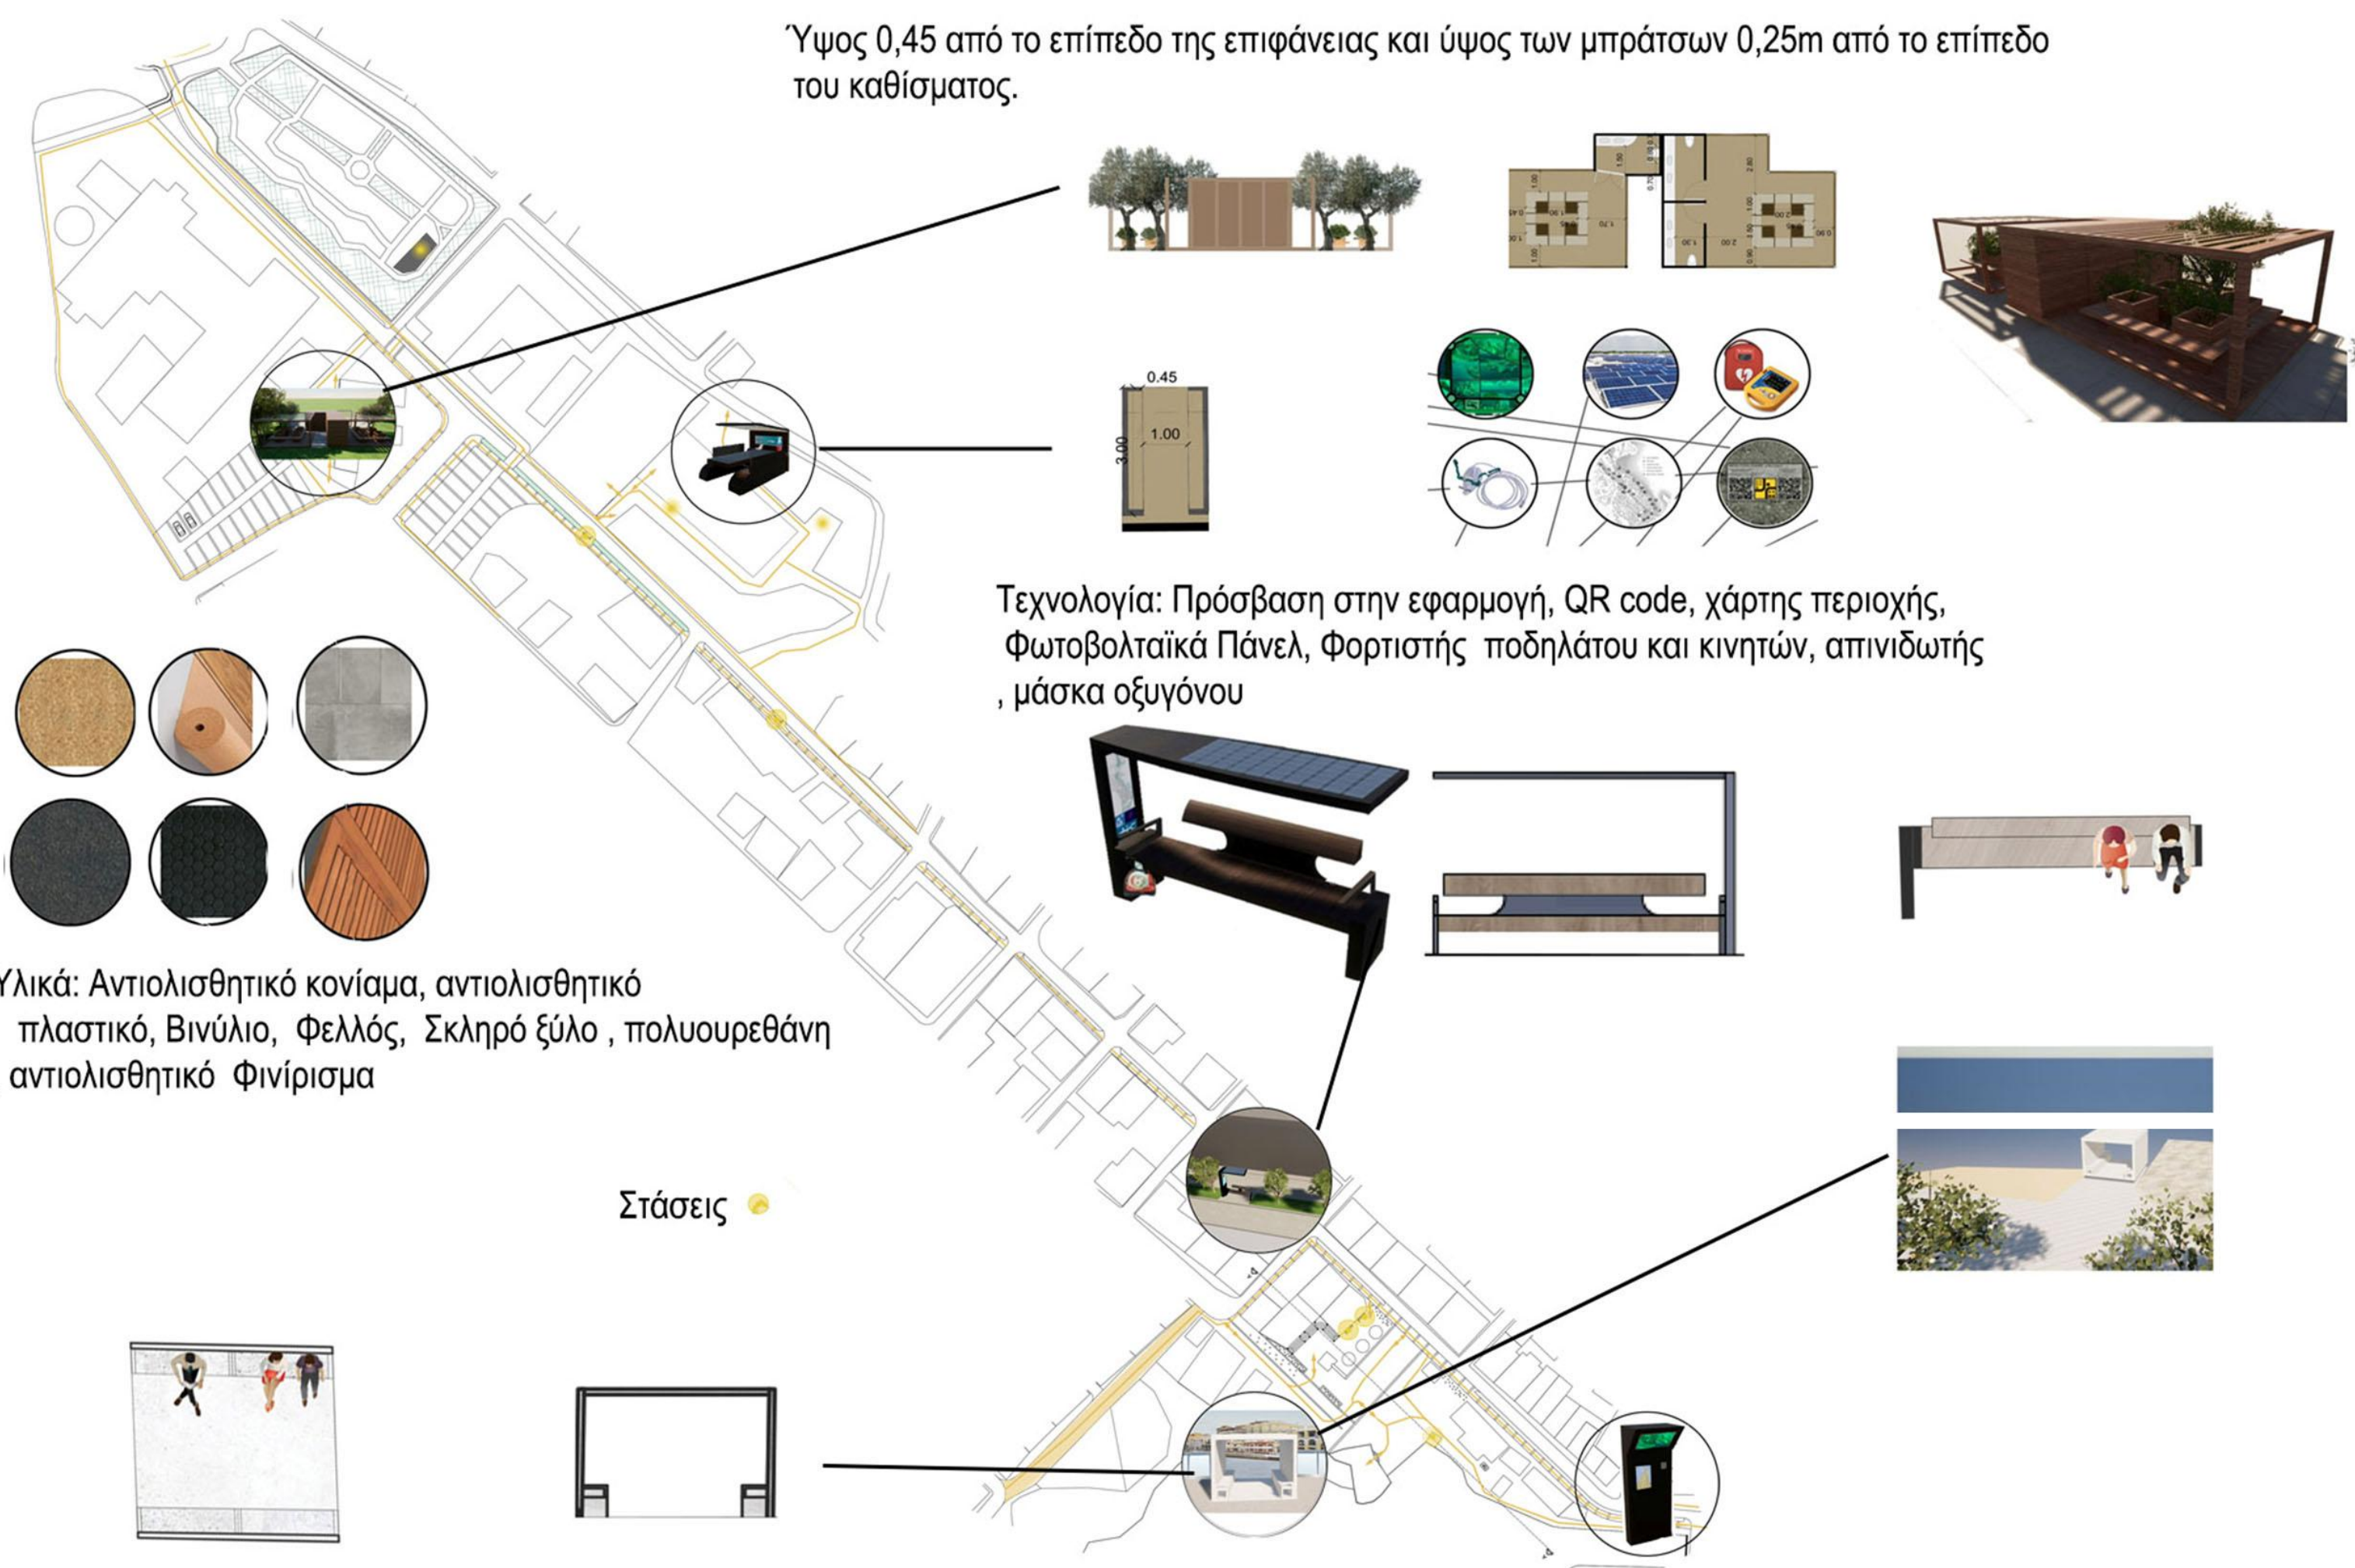 Ύψος 0,45 από το επίπεδο της επιφάνειας και ύψος των μπράτσων 0,25m από το επίπεδο
του καθίσματος.
0.45
1.00
3.00
Τεχνολογία: Πρόσβαση στην εφαρμογή, QR code, χάρτης περιοχής,
Φωτοβολταϊκά Πάνελ, Φορτιστής ποδηλάτου και κινητών, απινιδωτής
, μάσκα οξυγόνου
Υλικά: Αντιολισθητικό κονίαμα, αντιολισθητικό
πλαστικό, Βινύλιο, Φελλός, Σκληρό ξύλο , πολυουρεθάνη
αντιολισθητικό Φινίρισμα
Στάσεις